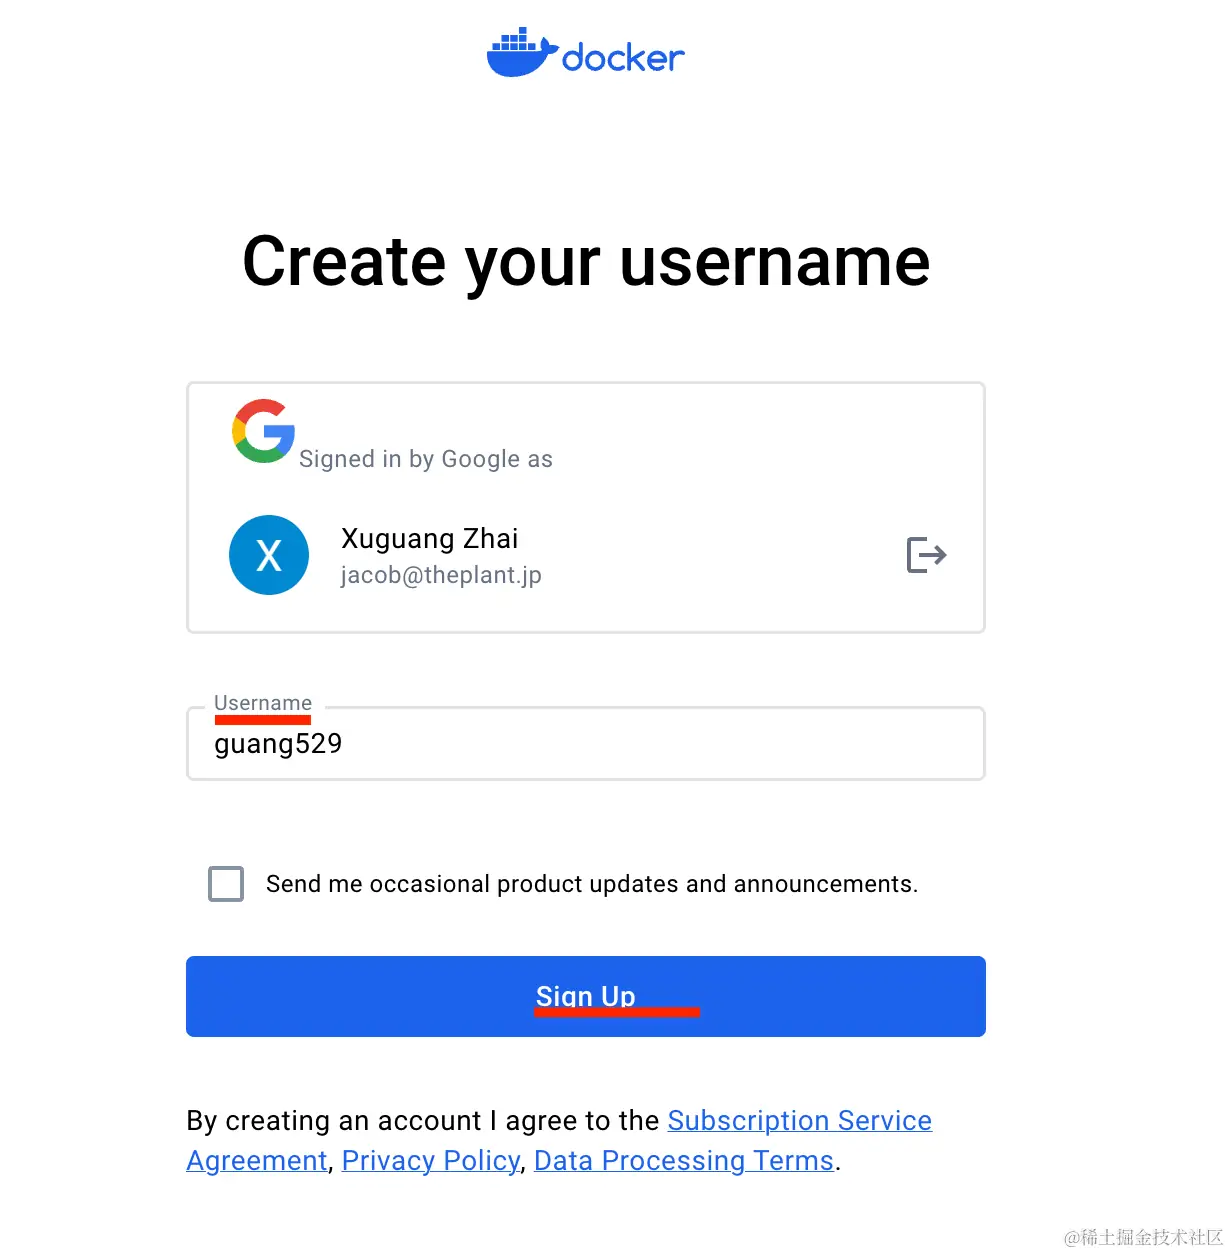 docker
Create your username
Signed in by Google as
X
Xuguang Zhai
jacob@theplant.jp
Username
guang529
Send me occasional product updates and announcements.
Sign Up
By creating an account I agree to the Subscription Service
Agreement, Privacy Policy, Data Processing Terms.
@稀土掘金技术社区